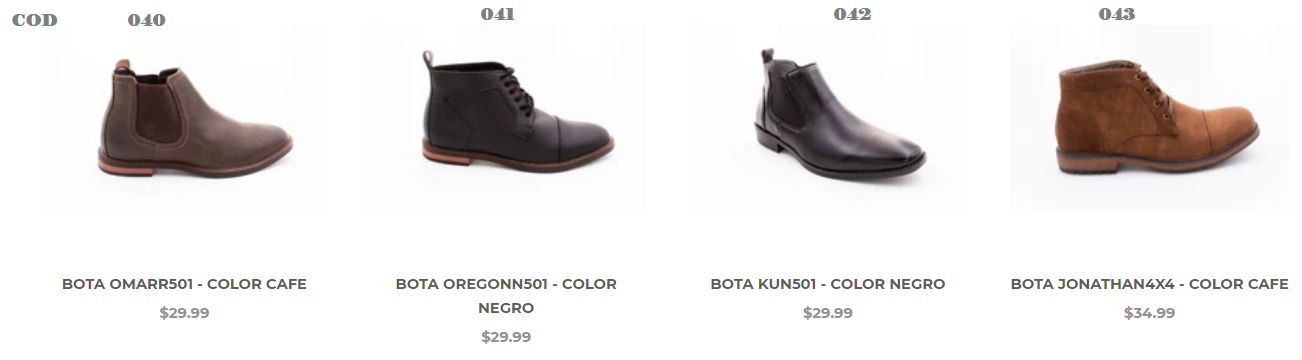 COD 040 041 042 043
BOTA OMARR501 - COLOR CAFE
$29.99
BOTA OREGONN501 - COLOR
NEGRO
$29.99
BOTA KUN501 - COLOR NEGRO
$29.99
BOTA JONATHAN4X4 - COLOR CAFE
$34.99